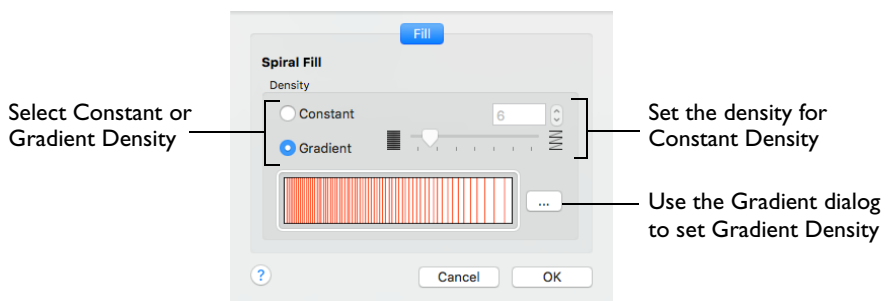 Fill
Spiral Fill
Density
Select Constant or
Gradient Density
Constant
6
Gradient
Set the density for
Constant Density
...
Use the Gradient dialog
to set Gradient Density
?
Cancel
OK